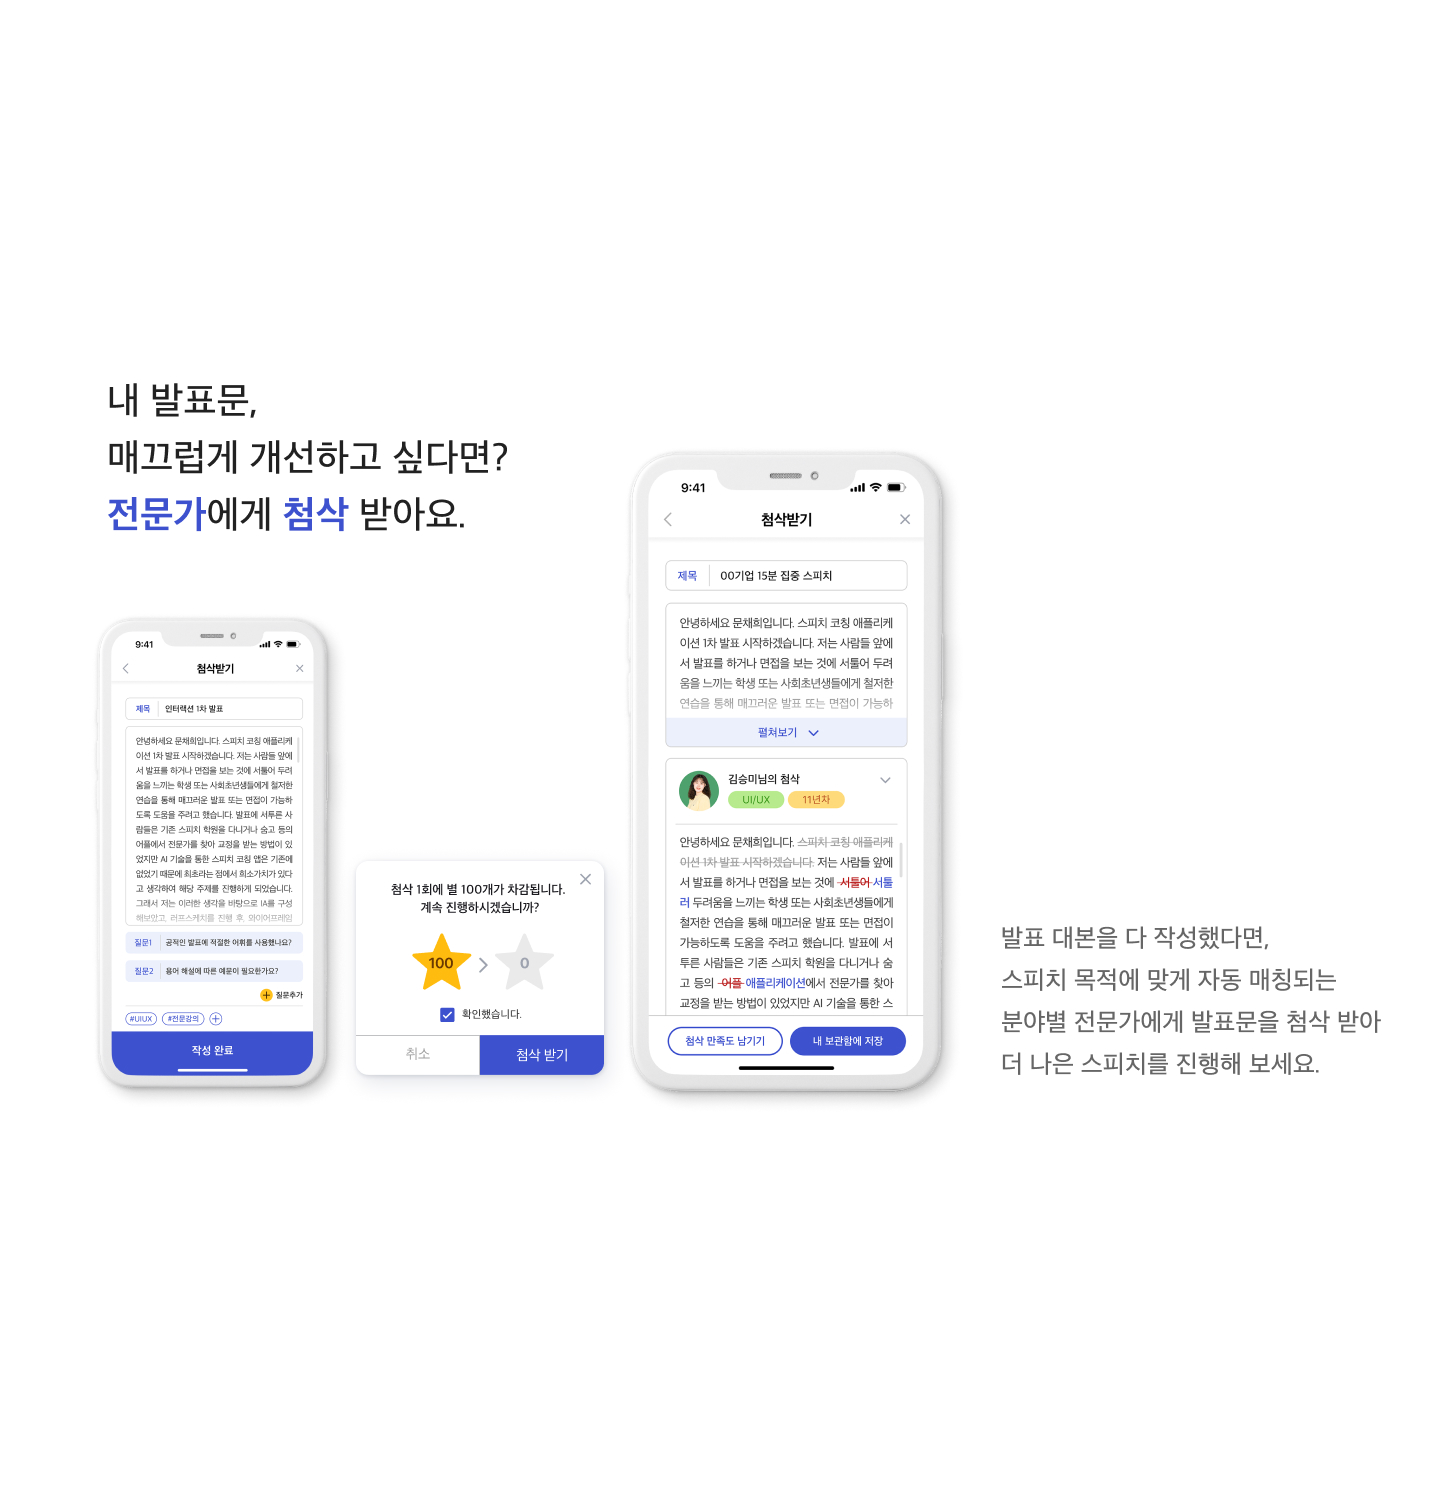 내 발표문,
매끄럽게 개선하고 싶다면?
전문가에게 첨삭 받아요.
9:41
첨삭받기
제목 인터랙션 1차 발표
안녕하세요 문채희입니다. 스피치 코칭 애플리케
이션 1차 발표 시작하겠습니다. 저는 사람들 앞에
서 발표를 하거나 면접을 보는 것에 서툴어 두려
움을 느끼는 학생 또는 사회초년생들에게 철저한
연습을 통해 매끄러운 발표 또는 면접이 가능하
도록 도움을 주려고 했습니다. 발표에 서투른 사
람들은 기존 스피치 학원을 다니거나 숨고 등의
어플에서 전문가를 찾아 교정을 받는 방법이 있
었지만 AI 기술을 통한 스피치 코칭 앱은 기존에
없었기 때문에 최초라는 점에서 희소가치가 있다
고 생각하여 해당 주제를 진행하게 되었습니다.
그래서 저는 이러한 생각을 바탕으로 IA를 구성
해보았고, 러프스케치를 진행 후, 와이어프레임
질문1 공적인 발표에 적절한 어휘를 사용했나요?
질문2 용어 해설에 따른 예문이 필요한가요?
질문추가
#UIUX #전문강의
작성 완료
첨삭 1회에 별 100개가 차감됩니다.
계속 진행하시겠습니까?
100 0
확인했습니다.
취소 첨삭 받기
9:41
첨삭받기
제목 00기업 15분 집중 스피치
안녕하세요 문채희입니다. 스피치 코칭 애플리케
이션 1차 발표 시작하겠습니다. 저는 사람들 앞에
서 발표를 하거나 면접을 보는 것에 서툴어 두려
움을 느끼는 학생 또는 사회초년생들에게 철저한
연습을 통해 매끄러운 발표 또는 면접이 가능하
펼쳐보기
김승미님의 첨삭
UI/UX 11년차
안녕하세요 문채희입니다. 스피치 코칭 애플리케
이션 1차 발표 시작하겠습니다. 저는 사람들 앞에
서 발표를 하거나 면접을 보는 것에 서툴어 서툴
러 두려움을 느끼는 학생 또는 사회초년생들에게
철저한 연습을 통해 매끄러운 발표 또는 면접이
가능하도록 도움을 주려고 했습니다. 발표에 서
투른 사람들은 기존 스피치 학원을 다니거나 숨
고 등의 어플 애플리케이션에서 전문가를 찾아
교정을 받는 방법이 있었지만 AI 기술을 통한 스
첨삭 만족도 남기기 내 보관함에 저장
발표 대본을 다 작성했다면,
스피치 목적에 맞게 자동 매칭되는
분야별 전문가에게 발표문을 첨삭 받아
더 나은 스피치를 진행해 보세요.